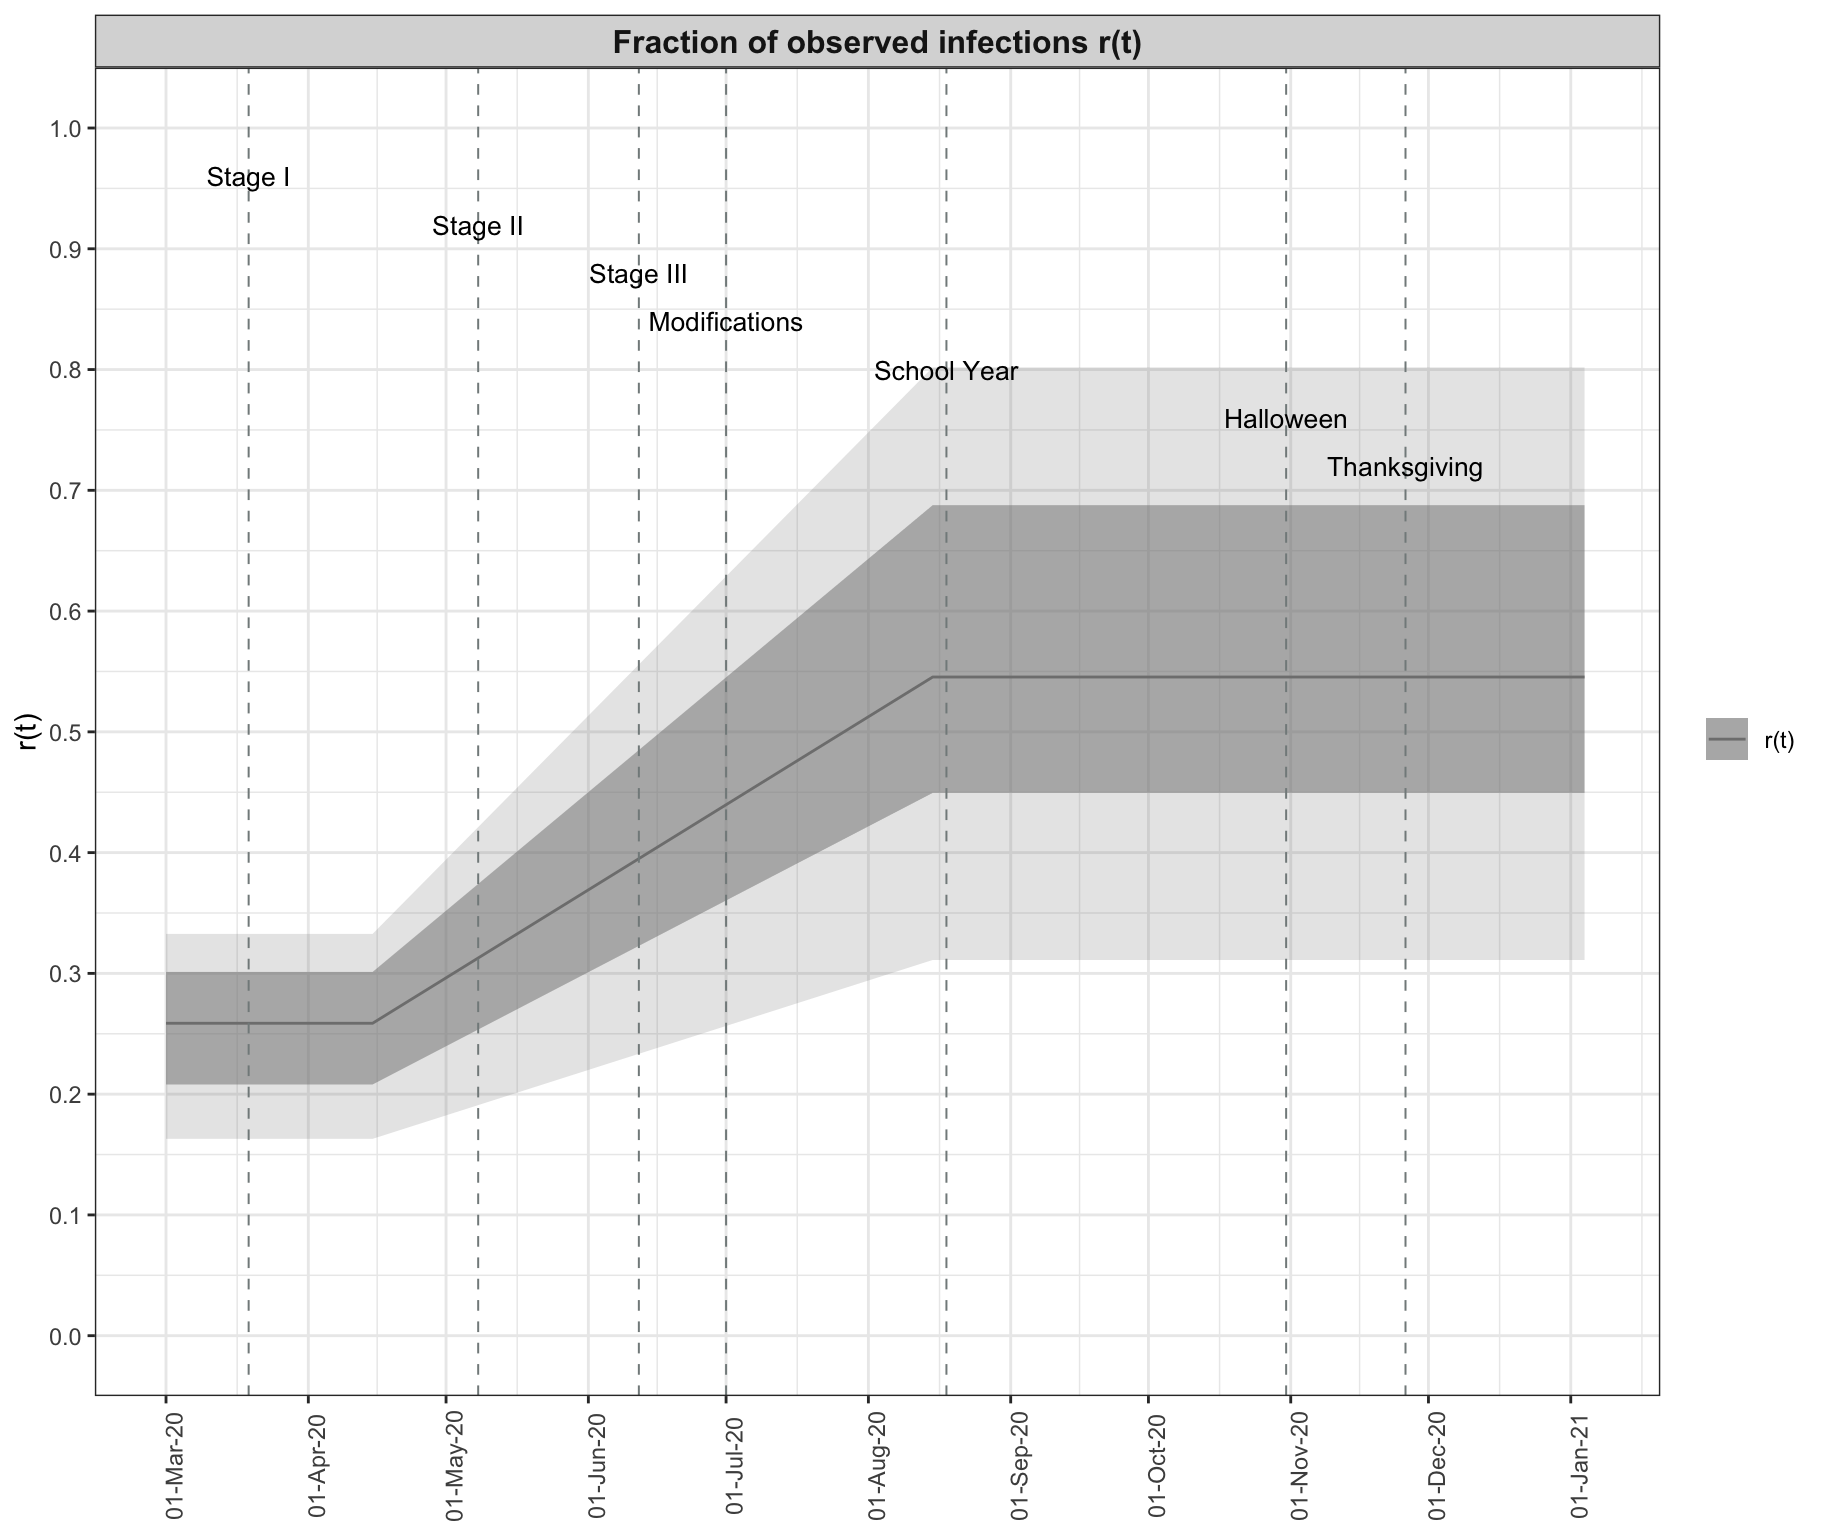 Fraction of observed infections r(t)
1.0
0.9
0.8
0.7
0.6
0.5
0.4
0.3
0.2
0.1
0.0
r(t)
Stage I
Stage II
Stage III
Modifications
School Year
Halloween
Thanksgiving
01-Mar-20
01-Apr-20
01-May-20
01-Jun-20
01-Jul-20
01-Aug-20
01-Sep-20
01-Oct-20
01-Nov-20
01-Dec-20
01-Jan-21
r(t)